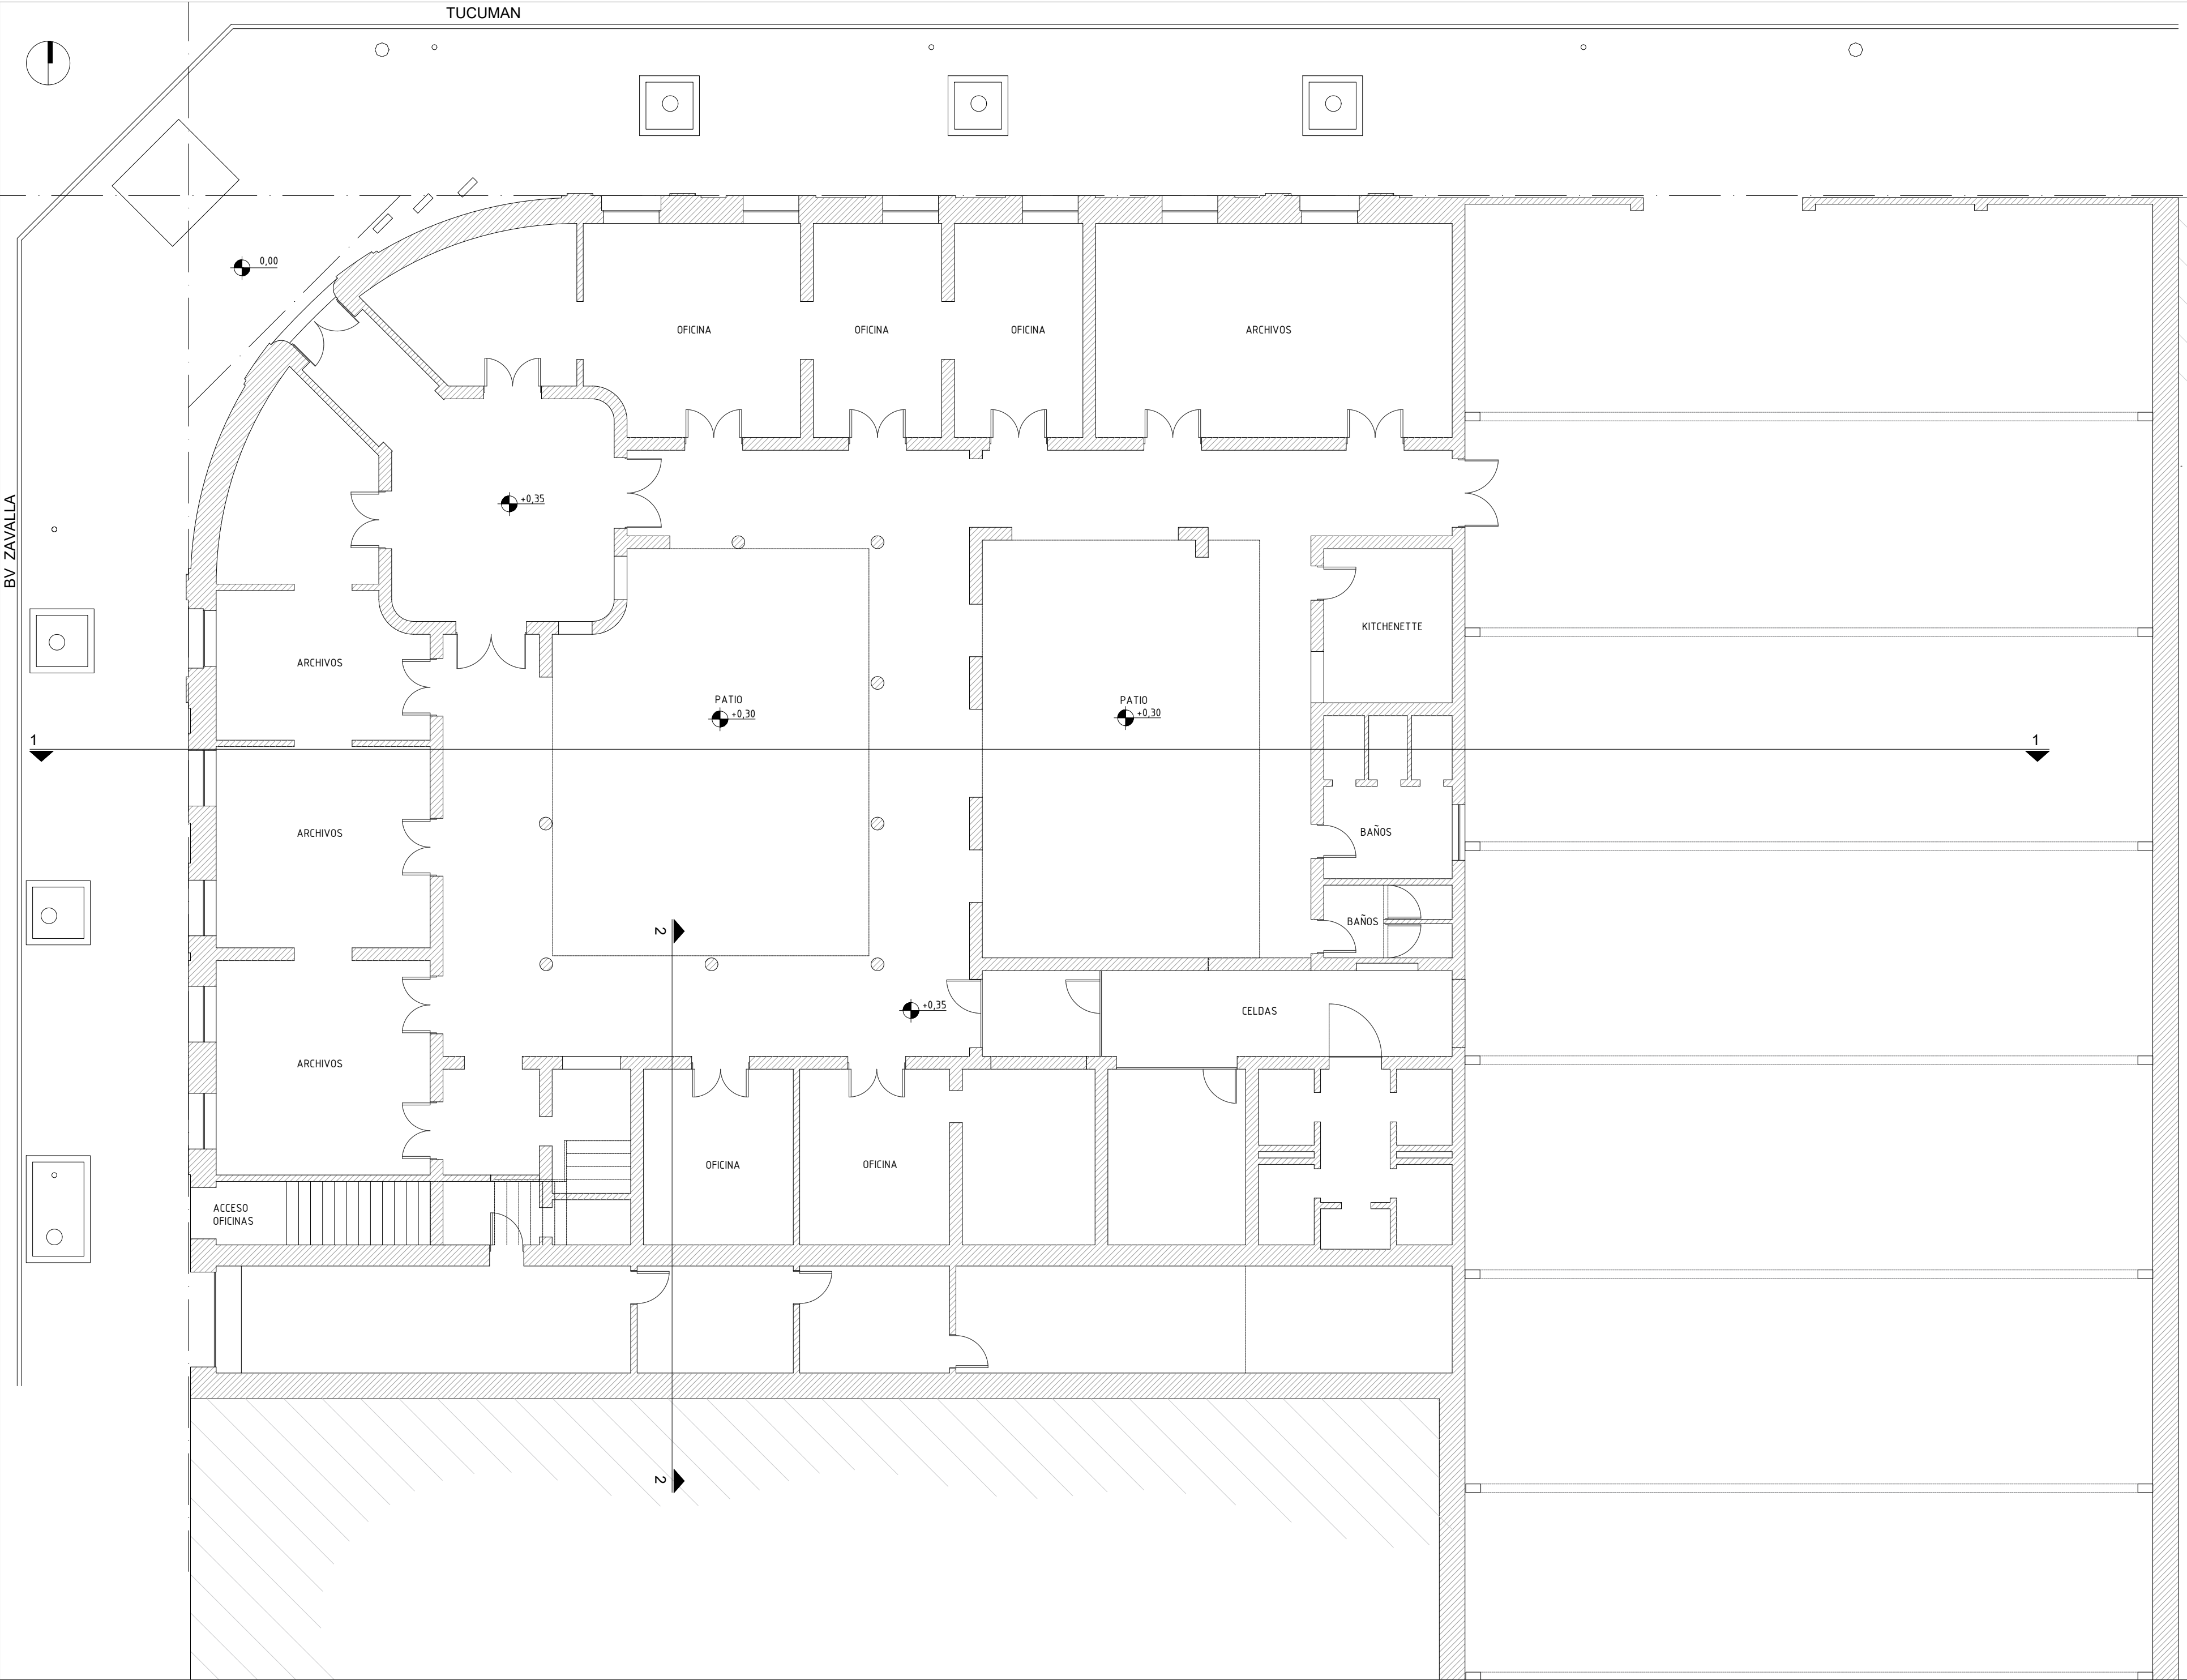 TUCUMAN
0,00
OFICINA
OFICINA
OFICINA
ARCHIVOS
BV ZAVALLA
+0,35
KITCHENETTE
ARCHIVOS
PATIO
+0,30
PATIO
+0,30
1
1
ARCHIVOS
BAÑOS
BAÑOS
2
+0,35
CELDAS
ARCHIVOS
OFICINA
OFICINA
ACCESO
OFICINAS
2